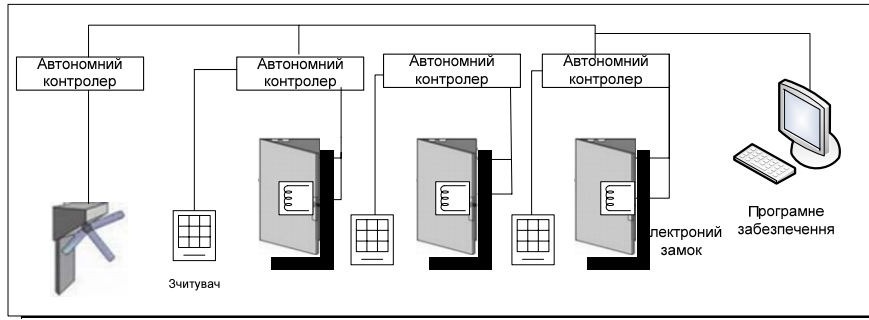 Автономний
контролер
Автономний
контролер
Автономний
контролер
Автономний
контролер
Зчитувач
лектроний
замок
Програмне
забезпечення